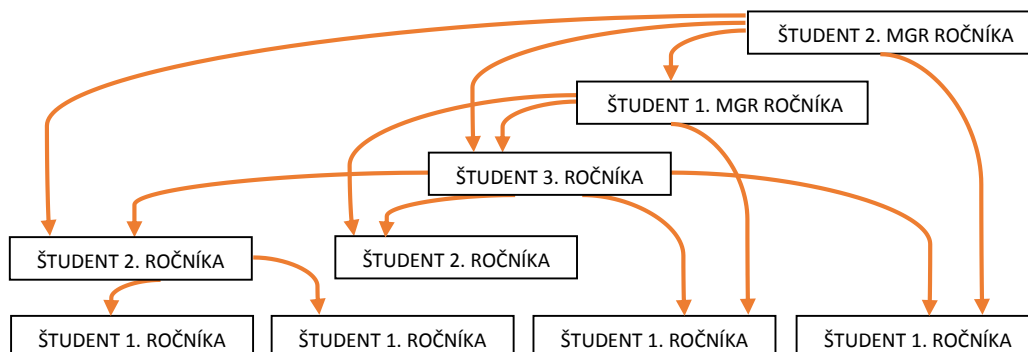 ŠTUDENT 2. MGR ROČNÍKA
ŠTUDENT 1. MGR ROČNÍKA
ŠTUDENT 3. ROČNÍKA
ŠTUDENT 2. ROČNÍKA
ŠTUDENT 2. ROČNÍKA
ŠTUDENT 1. ROČNÍKA
ŠTUDENT 1. ROČNÍKA
ŠTUDENT 1. ROČNÍKA
ŠTUDENT 1. ROČNÍKA